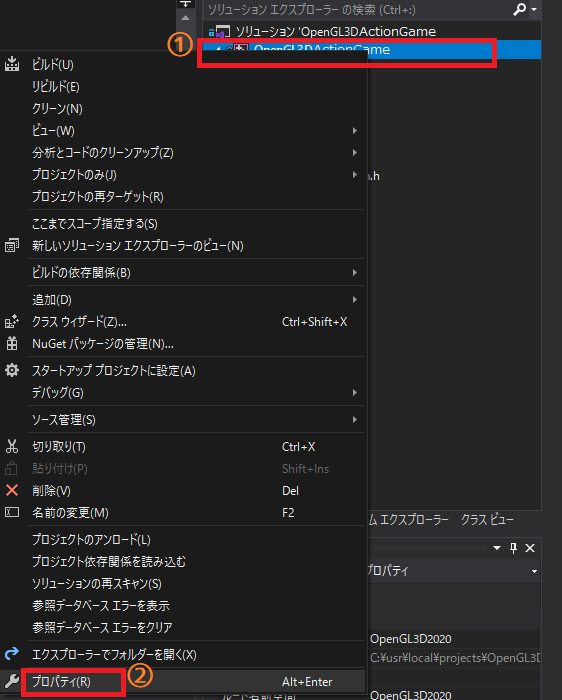 ソリューション エクスプローラー の検索 (Ctrl+:)
ソリューション 'OpenGL3DActionGame
①
OpenGL3DActionGame
ビルド(U)
リビルド(E)
クリーン(N)
ビュー(W)
分析とコードのクリーンアップ(Z)
プロジェクトのみ(J)
n.h
プロジェクトの再ターゲット(R)
ここまでスコープ指定する(S)
新しいソリューション エクスプローラーのビュー(N)
ビルドの依存関係(B)
追加(D)
クラス ウィザード(Z)... Ctrl+Shift+X
NuGet パッケージの管理(N)...
スタートアップ プロジェクトに設定(A)
デバッグ(G)
ソース管理(S)
切り取り(T) Ctrl+X
貼り付け(P) Shift+Ins
削除(V) Del
名前の変更(M) F2
ム エクスプローラー クラス ビュー
プロジェクトのアンロード(L)
プロジェクト依存関係を読み込む
プロパティ
ソリューションの再スキャン(S)
参照データベース エラーを表示
参照データベース エラーをクリア
OpenGL3D2020
エクスプローラーでフォルダーを開く(X)
C:¥usr¥local¥projects¥OpenGL3D
プロパティ(R) Alt+Enter
②
ルート名前空間 OpenGL3D2020